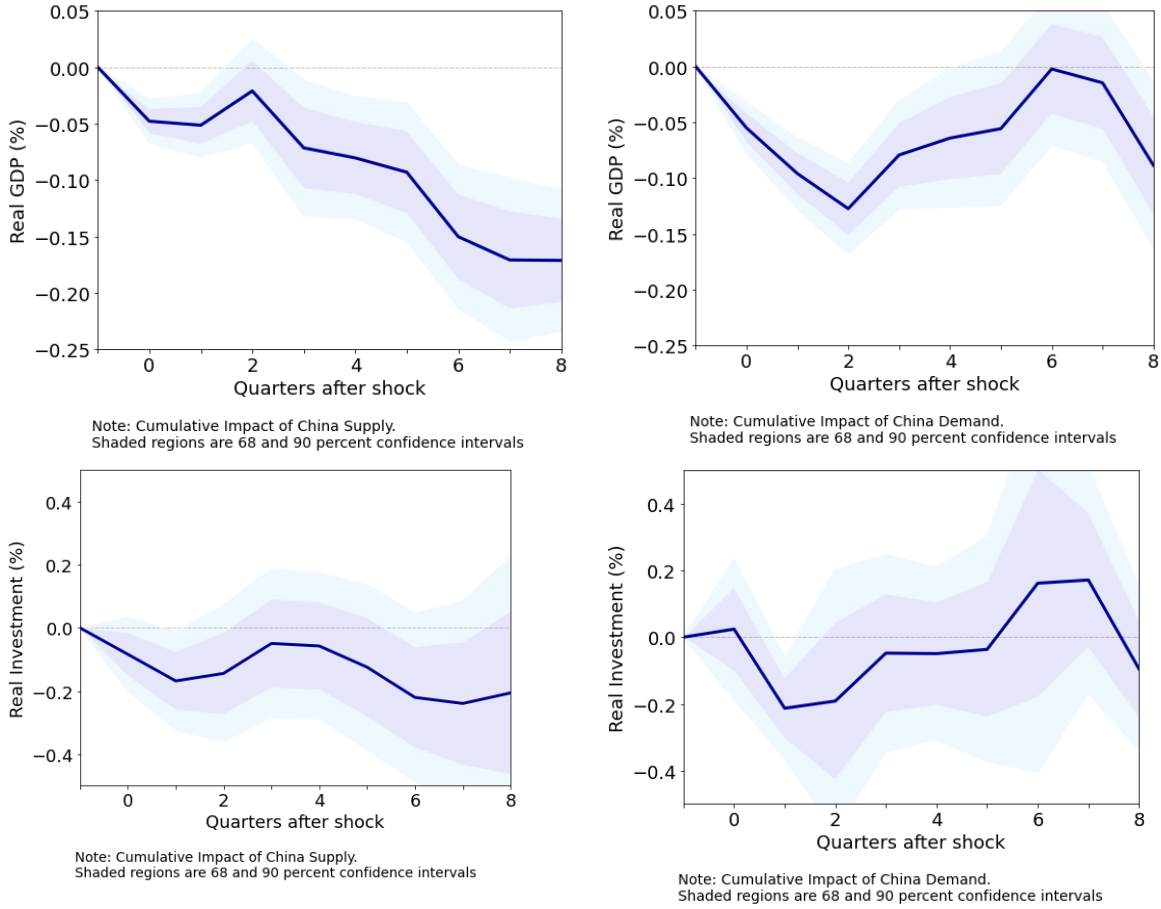 0.05
0.00
−0.05
−0.10
−0.15
−0.20
−0.25
Real GDP (%)
0 2 4 6 8
Quarters after shock
Note: Cumulative Impact of China Supply.
Shaded regions are 68 and 90 percent confidence intervals
0.05
0.00
−0.05
−0.10
−0.15
−0.20
−0.25
Real GDP (%)
0 2 4 6 8
Quarters after shock
Note: Cumulative Impact of China Demand.
Shaded regions are 68 and 90 percent confidence intervals
0.4
0.2
0.0
−0.2
−0.4
Real Investment (%)
0 2 4 6 8
Quarters after shock
Note: Cumulative Impact of China Supply.
Shaded regions are 68 and 90 percent confidence intervals
0.4
0.2
0.0
−0.2
−0.4
Real Investment (%)
0 2 4 6 8
Quarters after shock
Note: Cumulative Impact of China Demand.
Shaded regions are 68 and 90 percent confidence intervals